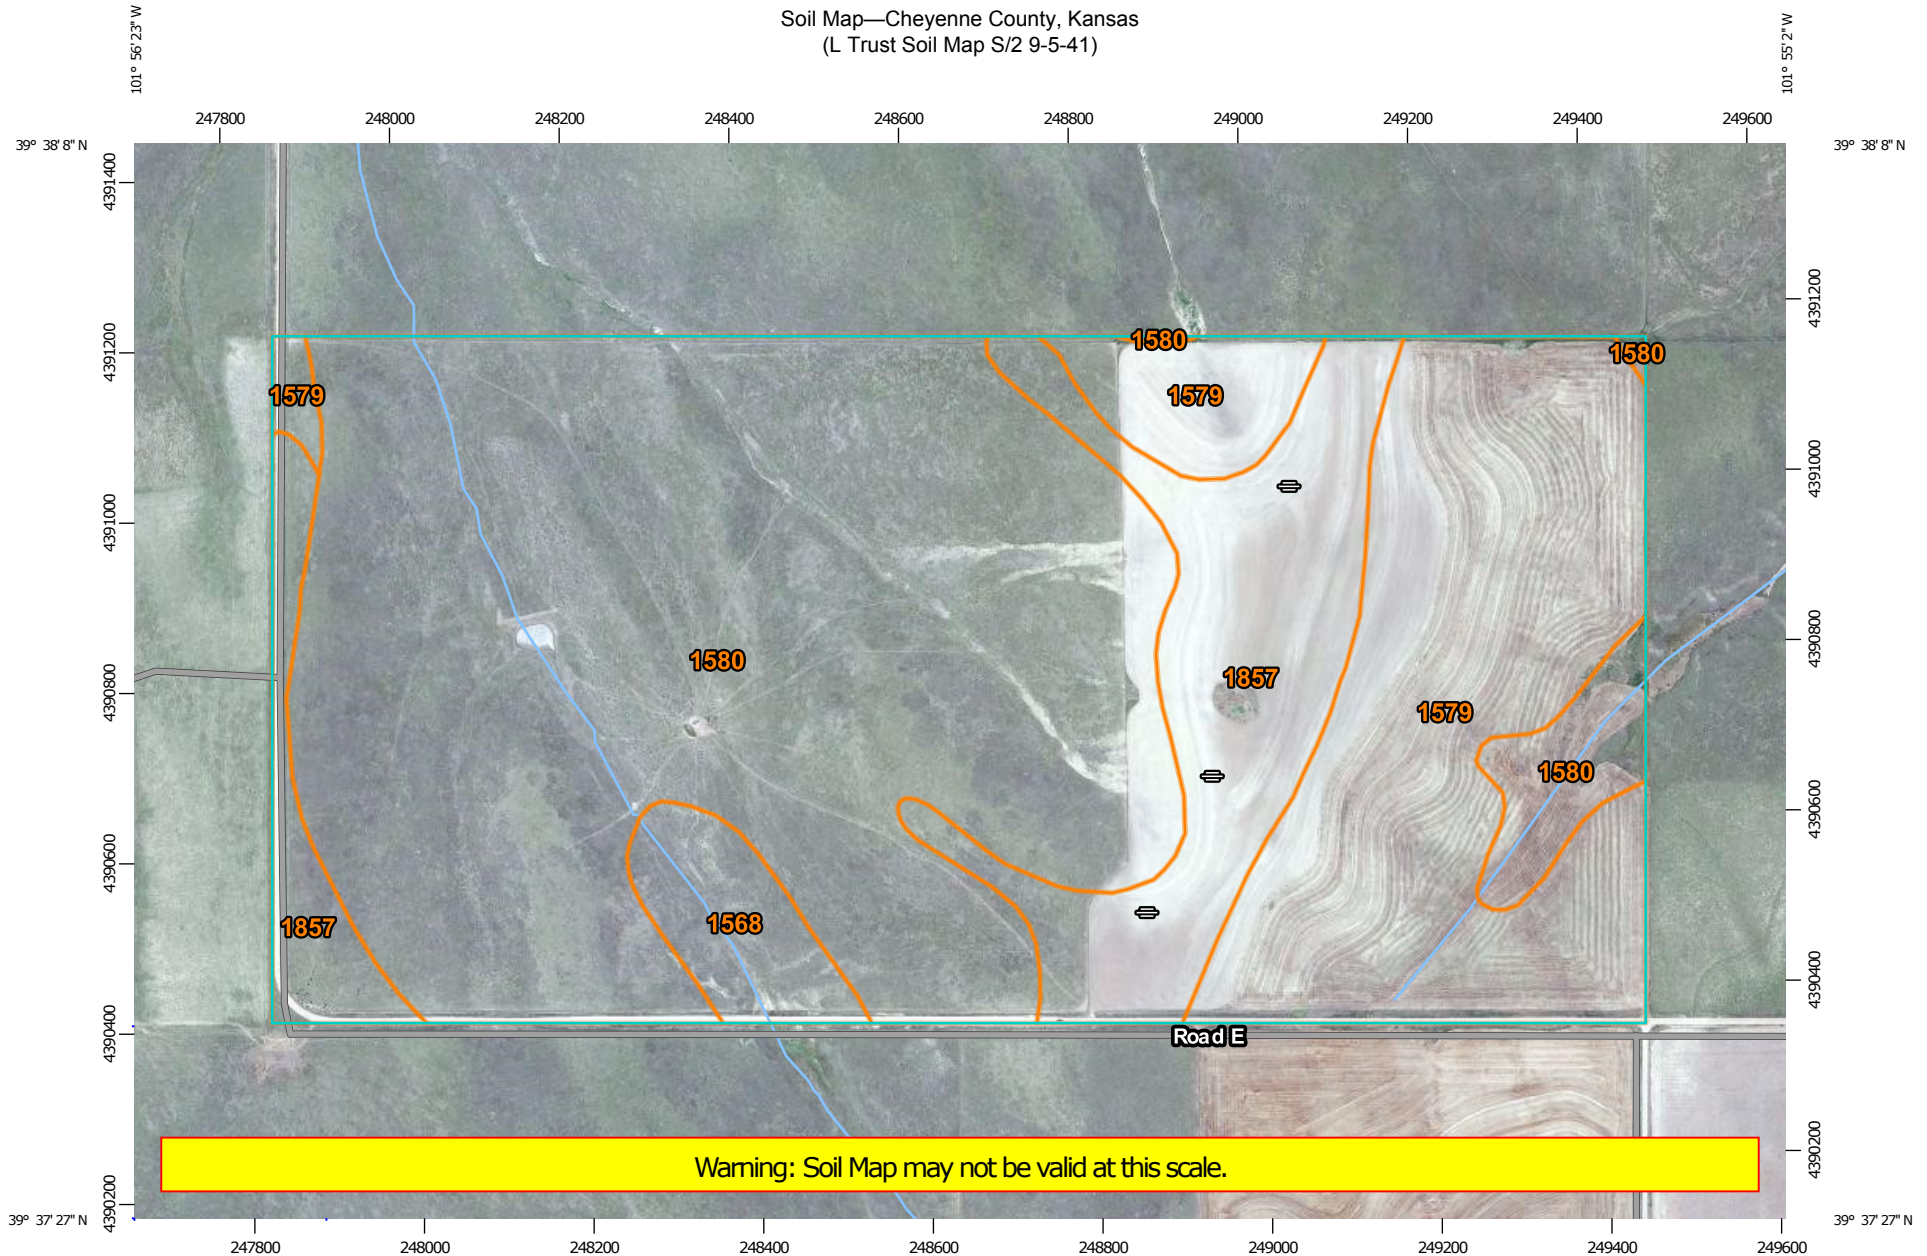 Soil Map—Cheyenne County, Kansas
(L Trust Soil Map S/2 9-5-41)
101° 56' 23" W
101° 55' 2" W
247800 248000 248200 248400 248600 248800 249000 249200 249400 249600
39° 38' 8" N
39° 38' 8" N
4391400
4391200
4391200
1580
1580
1579
1579
4391000
4391000
4390800
1580
1857
4390800
1579
1580
4390600
4390600
1568
1857
4390400
4390400
Road E
4390200
Warning: Soil Map may not be valid at this scale.
4390200
39° 37' 27" N
39° 37' 27" N
247800 248000 248200 248400 248600 248800 249000 249200 249400 249600